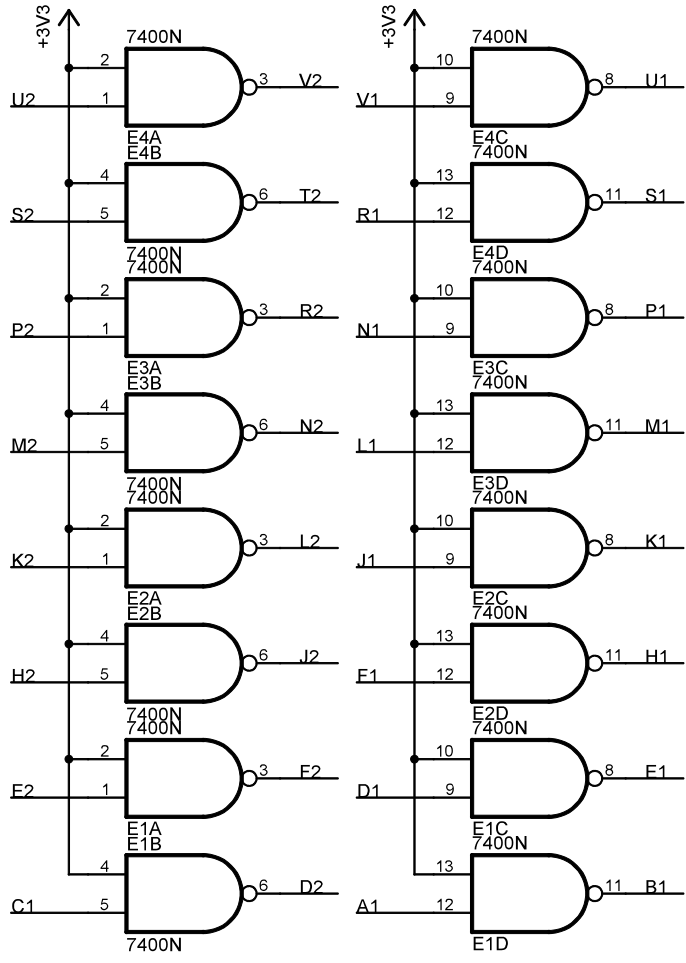 +3V3
7400N
2
3
V2
U2
1
E4A
E4B
4
6
T2
S2
5
7400N
7400N
2
3
R2
P2
1
E3A
E3B
4
6
N2
M2
5
7400N
7400N
2
3
L2
K2
1
E2A
E2B
4
6
J2
H2
5
7400N
7400N
2
3
F2
E2
1
E1A
E1B
4
6
D2
C1
5
7400N
+3V3
7400N
10
8
U1
V1
9
E4C
7400N
13
11
S1
R1
12
E4D
7400N
10
8
P1
N1
9
E3C
7400N
13
11
M1
L1
12
E3D
7400N
10
8
K1
J1
9
E2C
7400N
13
11
H1
F1
12
E2D
7400N
10
8
E1
D1
9
E1C
7400N
13
11
B1
A1
12
E1D